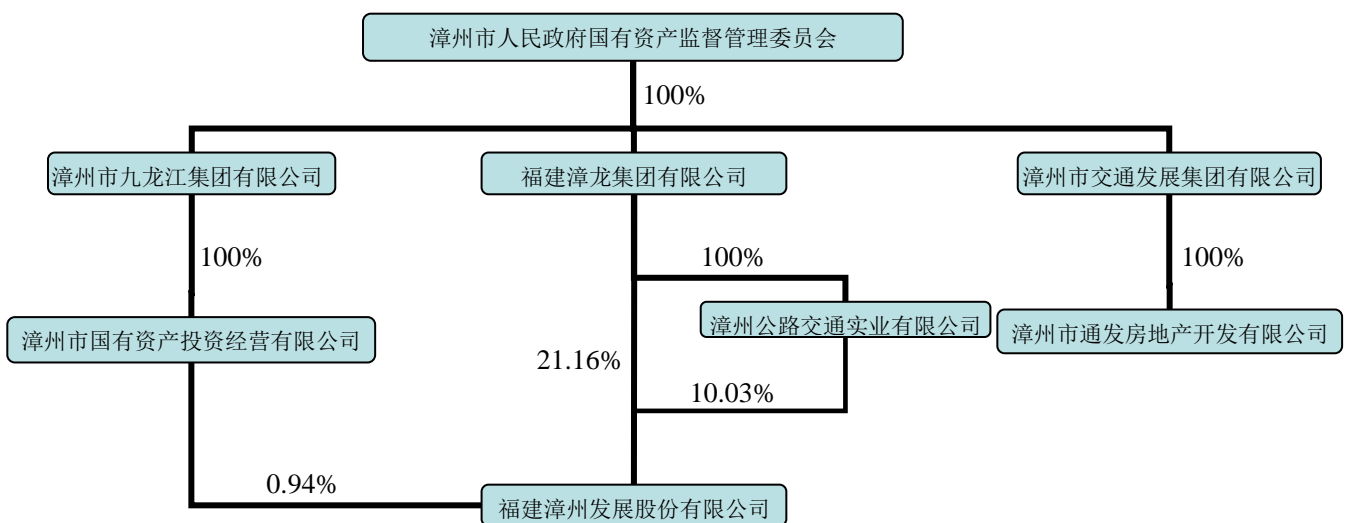 漳州市人民政府国有资产监督管理委员会
100%
漳州市九龙江集团有限公司
福建漳龙集团有限公司
漳州市交通发展集团有限公司
100%
100%
100%
漳州公路交通实业有限公司
漳州市国有资产投资经营有限公司
漳州市通发房地产开发有限公司
21.16%
10.03%
0.94%
福建漳州发展股份有限公司